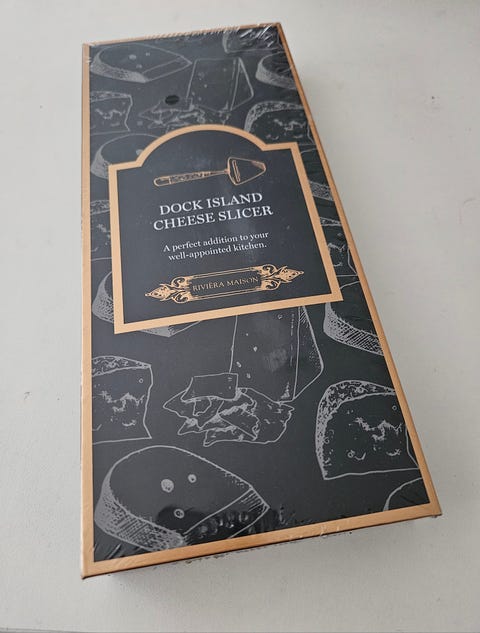 DOCK ISLAND
CHEESE SLICER
A perfect addition to your
well-appointed kitchen.
RIVIÈRA MAISON